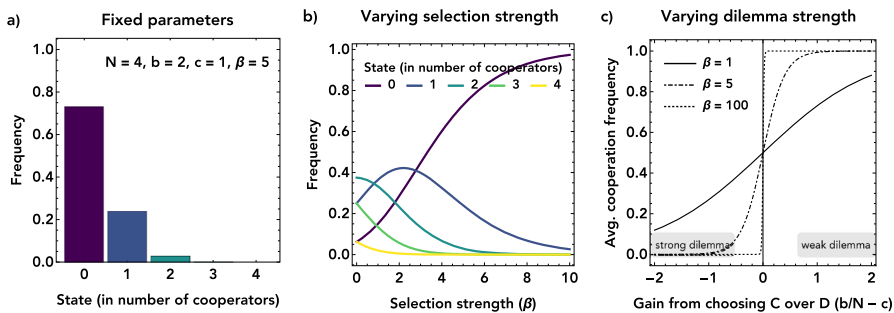 a)
Fixed parameters
N = 4, b = 2, c = 1, β = 5
Frequency
1.0
0.8
0.6
0.4
0.2
0.0
0 1 2 3 4
State (in number of cooperators)
b)
Varying selection strength
State (in number of cooperators)
0 1 2 3 4
Frequency
1.0
0.8
0.6
0.4
0.2
0.0
0 2 4 6 8 10
Selection strength (β)
c)
Varying dilemma strength
β = 1
β = 5
β = 100
Avg. cooperation frequency
1.0
0.8
0.6
0.4
0.2
0.0
strong dilemma
weak dilemma
−2 −1 0 1 2
Gain from choosing C over D (b/N − c)